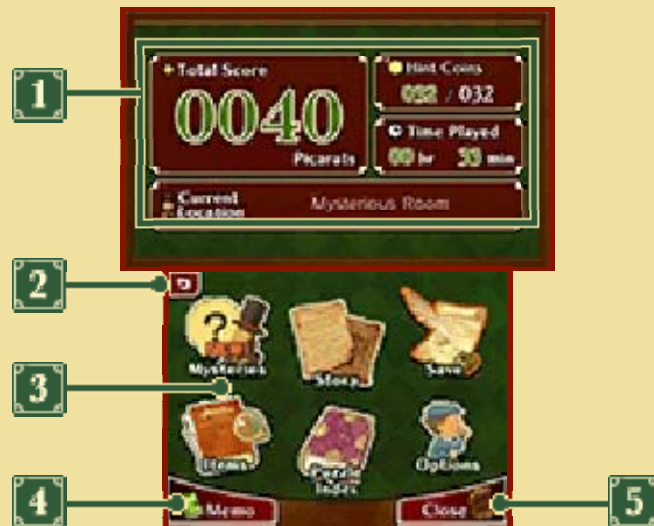 1
Total Score
0040
Picarats
Hint Coins
032 / 032
Time Played
00 hr 33 min
Current
Location
Mysterious Room
2
Mysteries
Story
Save
3
Items
Puzzle
Index
Options
4
Memo
Close
5